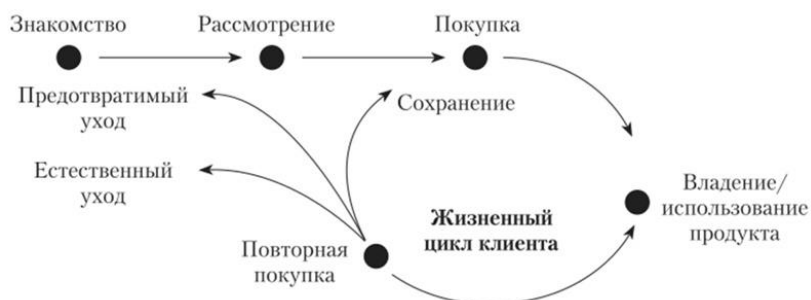 Знакомство
Рассмотрение
Покупка
Предотвратимый
уход
Сохранение
Естественный
уход
Владение/
использование
продукта
Жизненный
цикл клиента
Повторная
покупка